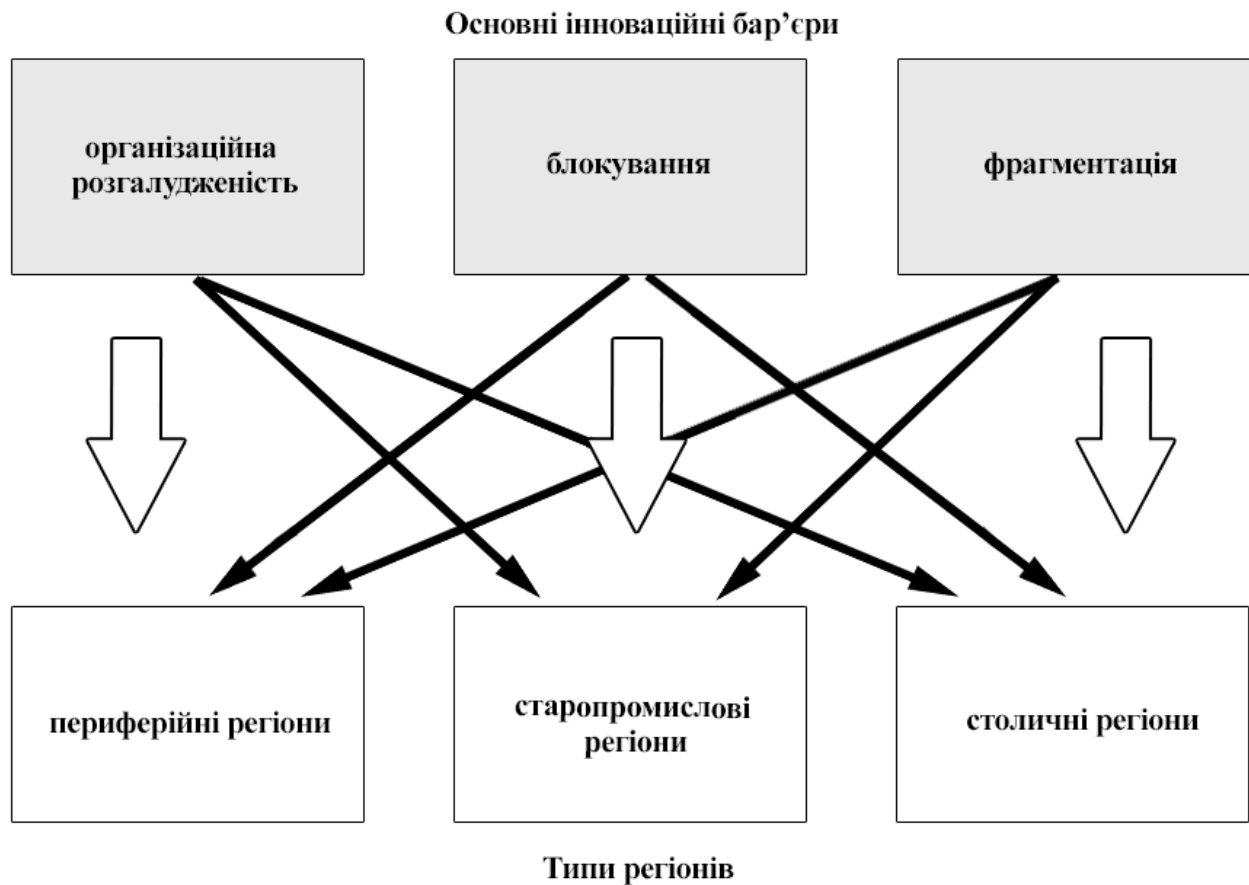 Основні інноваційні бар’єри
організаційна
розгалудженість
блокування
фрагментація
периферійні регіони
старопромислові
регіони
столичні регіони
Типи регіонів